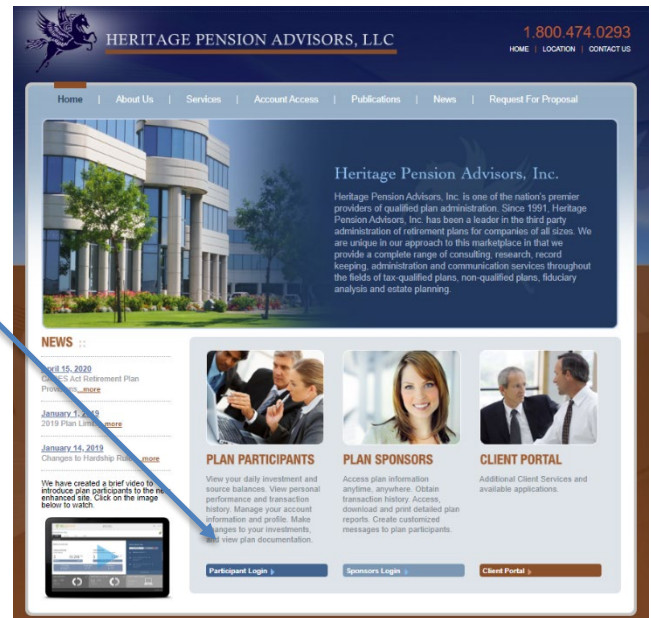 HERITAGE PENSION ADVISORS, LLC
1.800.474.0293
HOME | LOCATION | CONTACT US
Home | About Us | Services | Account Access | Publications | News | Request For Proposal
Heritage Pension Advisors, Inc.
Heritage Pension Advisors, Inc. is one of the nation's premier
providers of qualified plan administration. Since 1991, Heritage
Pension Advisors, Inc. has been a leader in the third party
administration of retirement plans for companies of all sizes. We
are unique in our approach to this marketplace in that we
provide a complete range of consulting, research, record
keeping, administration and communication services throughout
the fields of tax-qualified plans, non-qualified plans, fiduciary
analysis and estate planning.
NEWS ::
April 15, 2020
CARES Act Retirement Plan
Provisions...more
January 1, 2019
2019 Plan Limits...more
January 14, 2019
Changes to Hardship Rules...more
We have created a brief video to
introduce plan participants to the new
enhanced site. Click on the image
below to watch.
PLAN PARTICIPANTS
View your daily investment and
source balances. View personal
performance and transaction
history. Manage your account
information and profile. Make
changes to your investments,
and view plan documentation.
Participant Login
PLAN SPONSORS
Access plan information
anytime, anywhere. Obtain
transaction history. Access,
download and print detailed plan
reports. Create customized
messages to plan participants.
Sponsors Login
CLIENT PORTAL
Additional Client Services and
available applications.
Client Portal